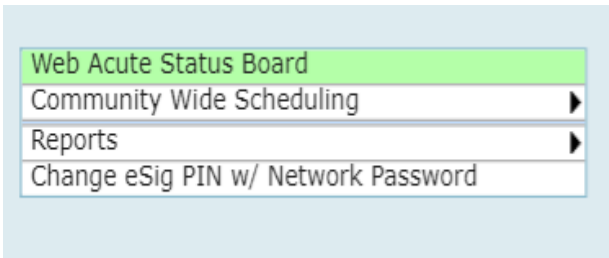 Web Acute Status Board
Community Wide Scheduling
Reports
Change eSig PIN w/ Network Password